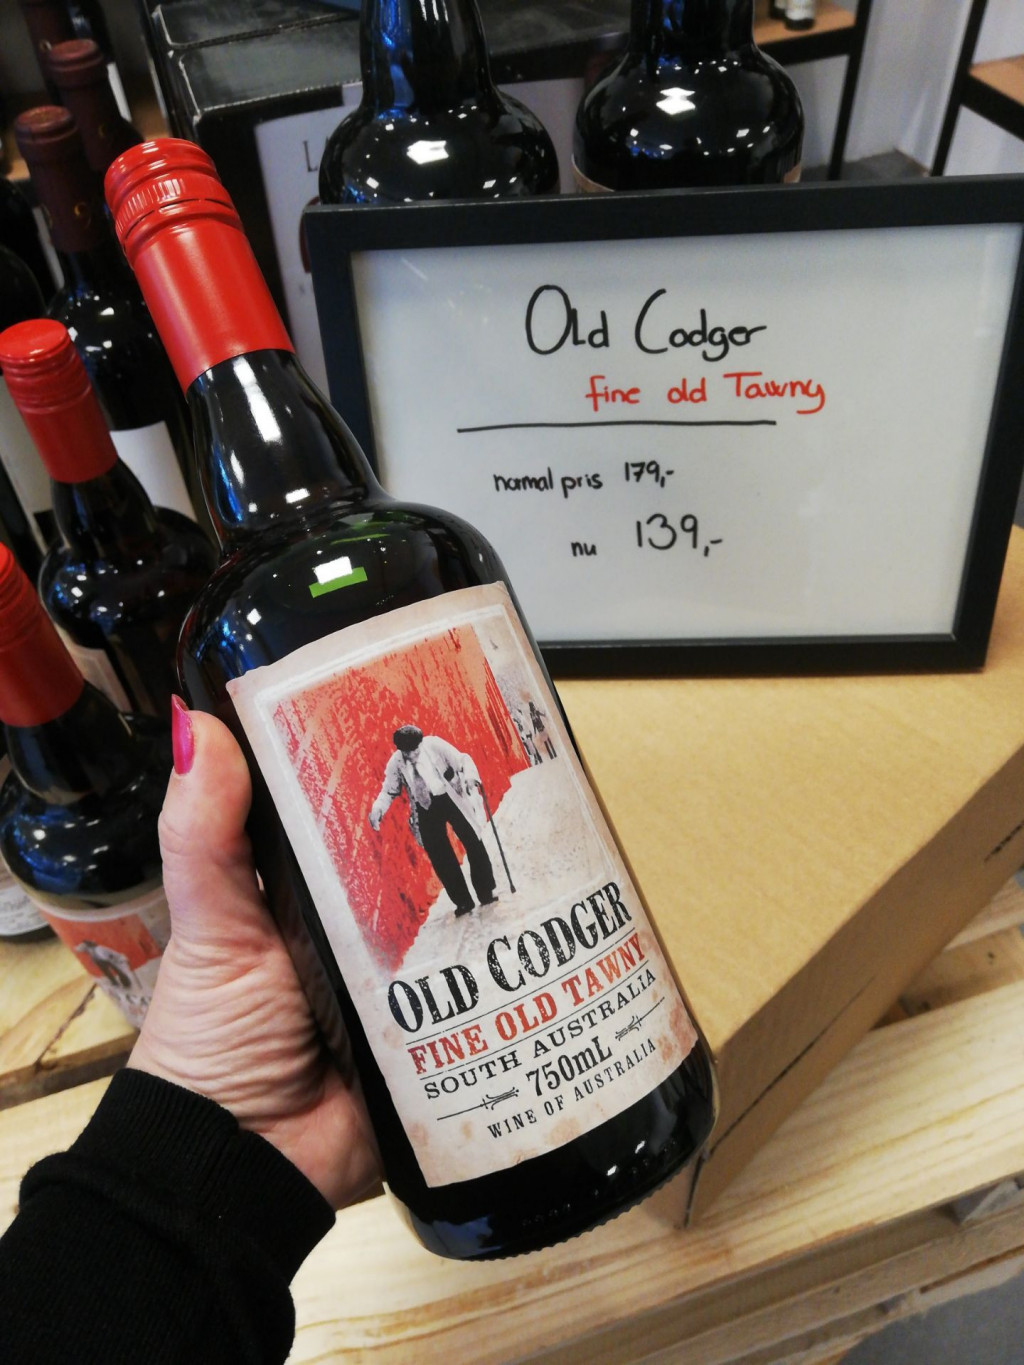 Old Codger
fine old Tawny
normal pris 179,-
nu 139,-
OLD CODGER
FINE OLD TAWNY
SOUTH AUSTRALIA
750mL
WINE OF AUSTRALIA